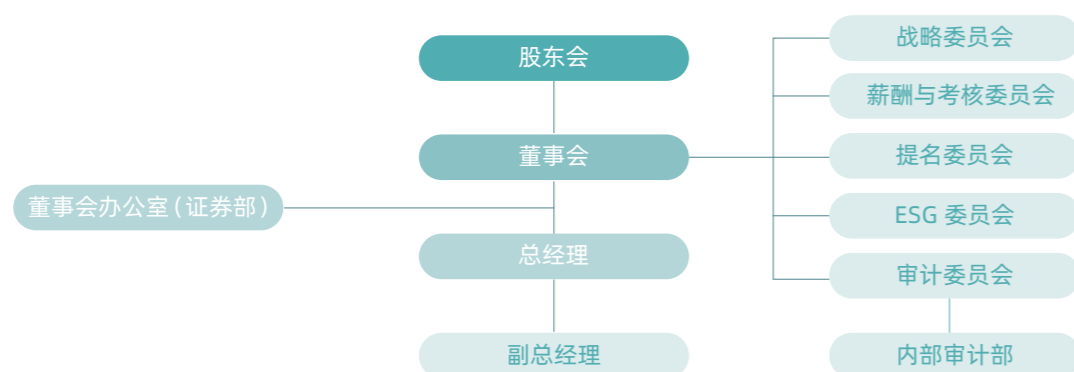 股东会
董事会
董事会办公室(证券部)
总经理
副总经理
战略委员会
薪酬与考核委员会
提名委员会
ESG 委员会
审计委员会
内部审计部